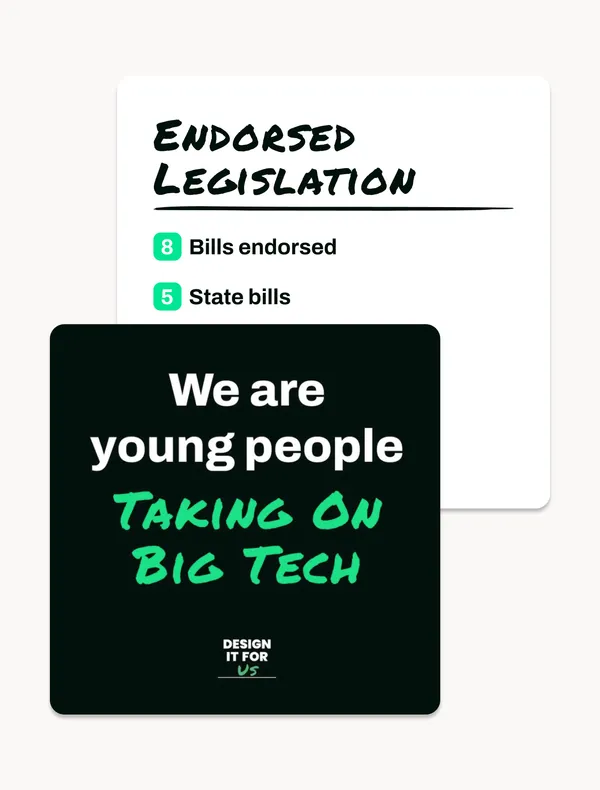 Endorsed
Legislation
8 Bills endorsed
5 State bills
We are
young people
Taking On
Big Tech
DESIGN
IT FOR
Us